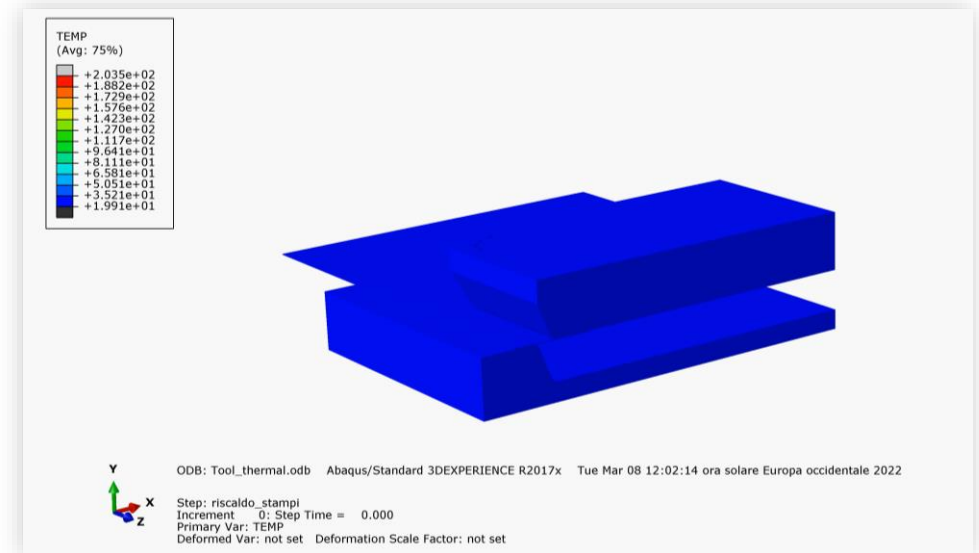 TEMP
(Avg: 75%)
+2.035e+02
+1.882e+02
+1.729e+02
+1.576e+02
+1.423e+02
+1.270e+02
+1.117e+02
+9.641e+01
+8.111e+01
+6.581e+01
+5.051e+01
+3.521e+01
+1.991e+01
Y
X
Z
ODB: Tool_thermal.odb Abaqus/Standard 3DEXPERIENCE R2017x Tue Mar 08 12:02:14 ora solare Europa occidentale 2022
Step: riscaldo_stampi
Increment 0: Step Time = 0.000
Primary Var: TEMP
Deformed Var: not set Deformation Scale Factor: not set